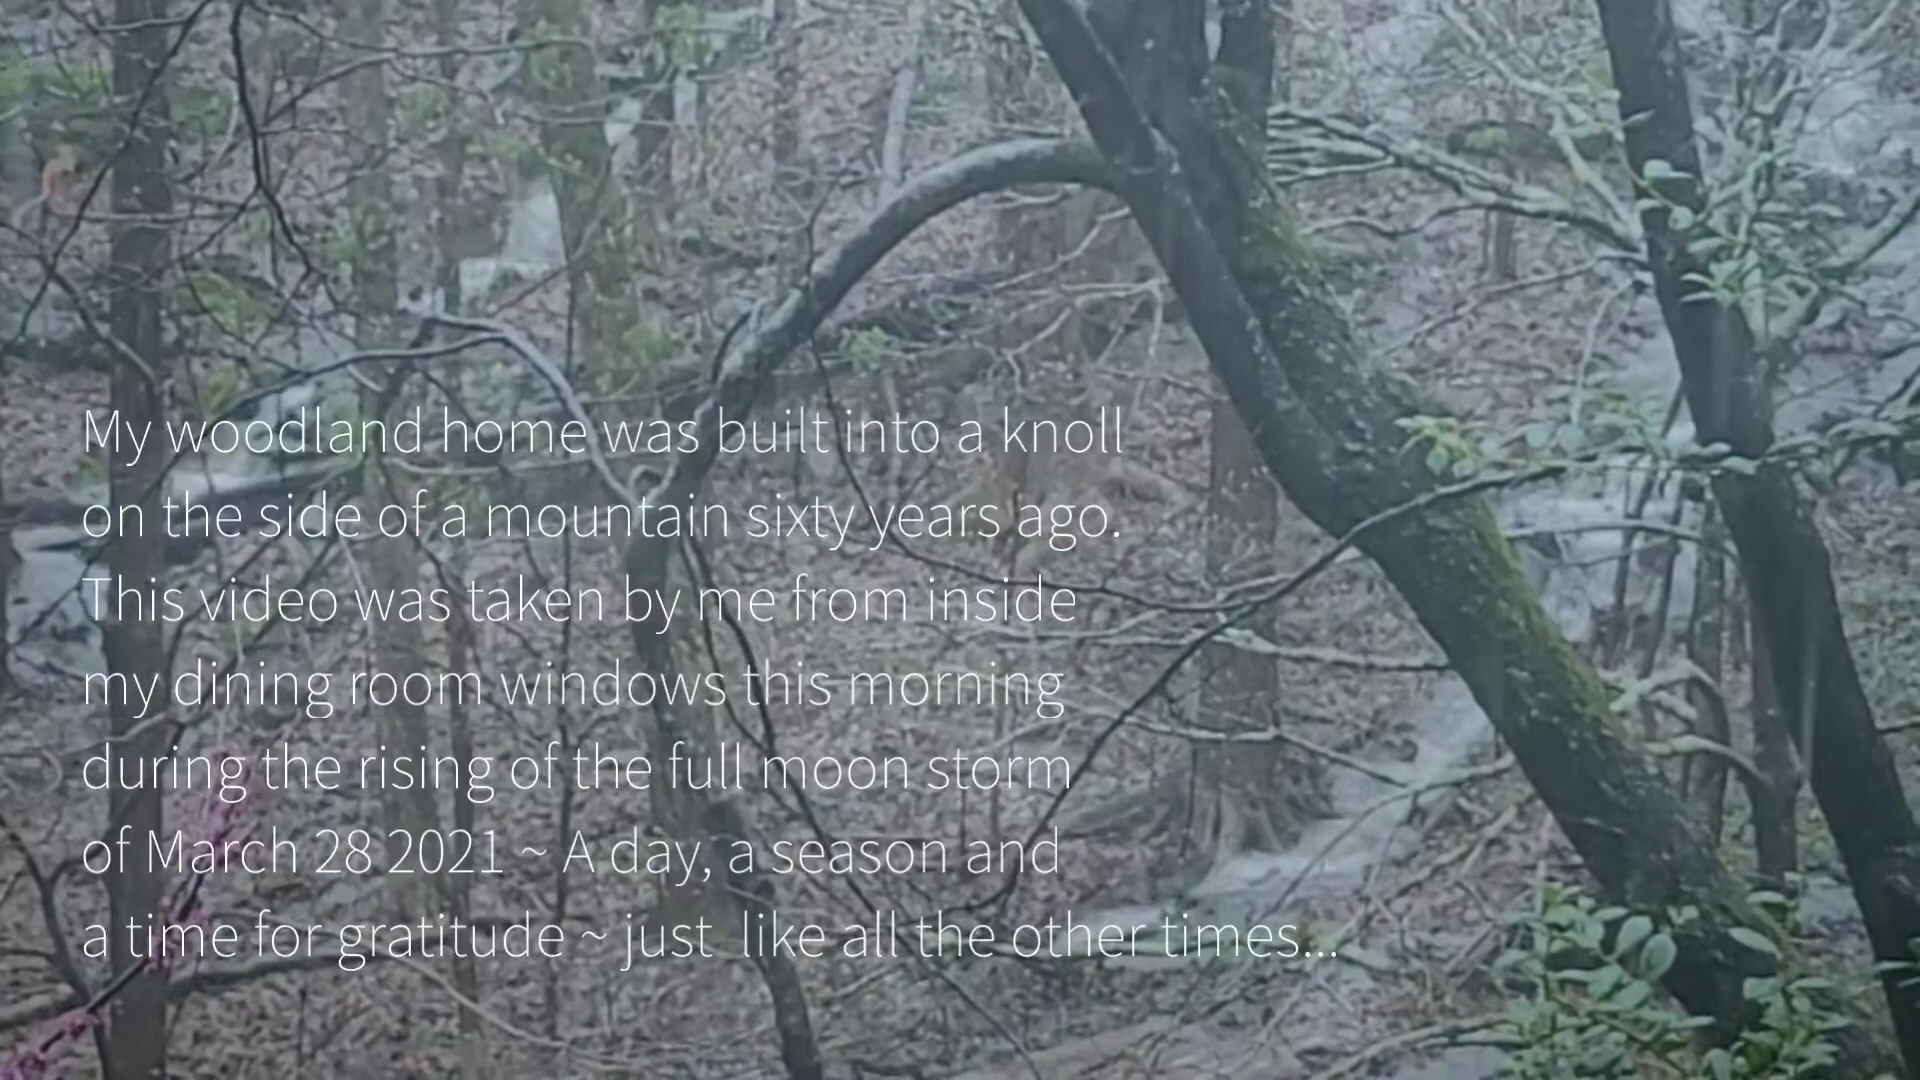 My woodland home was built into a knoll
on the side of a mountain sixty years ago.
This video was taken by me from inside
my dining room windows this morning
during the rising of the full moon storm
of March 28 2021 ~ A day, a season and
a time for gratitude ~ just  like all the other times...